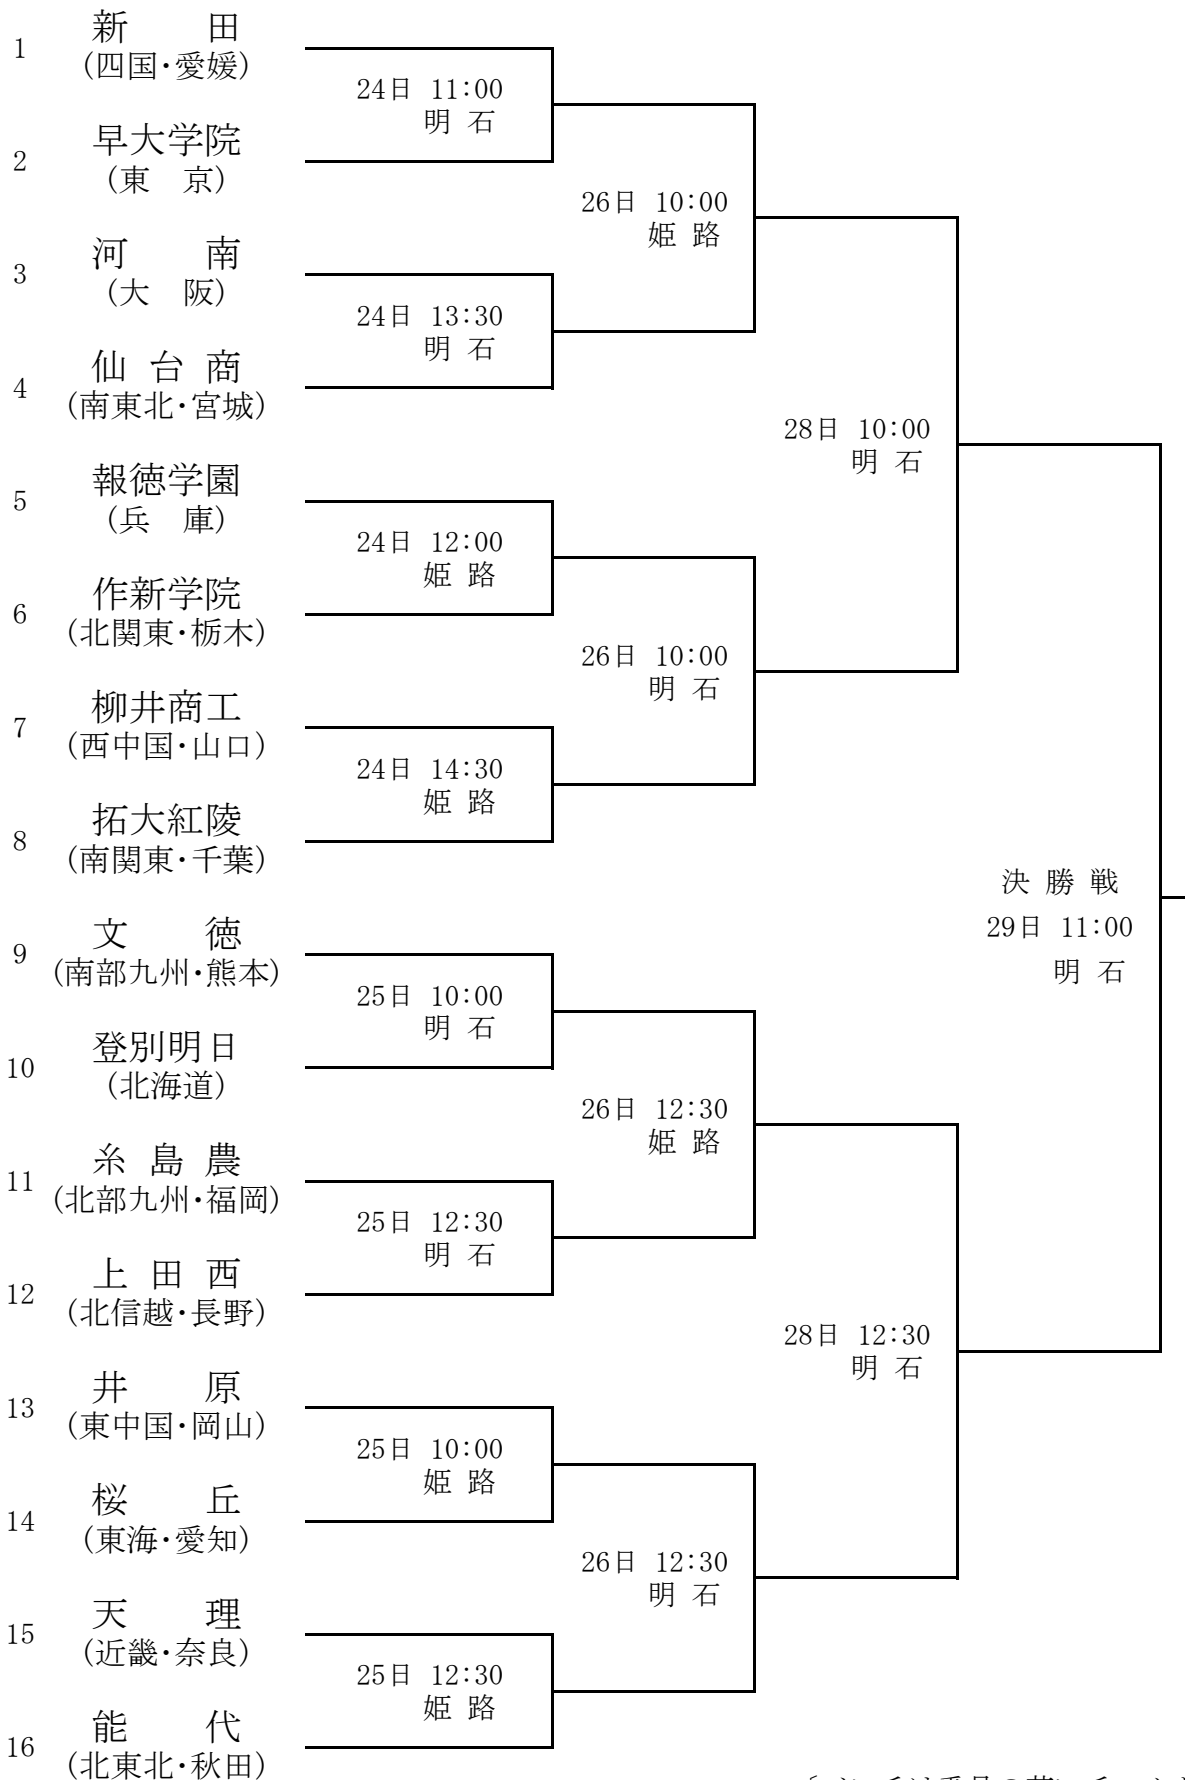 1 新 田
(四国・愛媛)
24日 11:00
明 石
2 早大学院
(東 京)
26日 10:00
姫 路
3 河 南
(大 阪)
24日 13:30
明 石
4 仙 台 商
(南東北・宮城)
28日 10:00
明 石
5 報徳学園
(兵 庫)
24日 12:00
姫 路
6 作新学院
(北関東・栃木)
26日 10:00
明 石
7 柳井商工
(西中国・山口)
24日 14:30
姫 路
8 拓大紅陵
(南関東・千葉)
決 勝 戦
29日 11:00
明 石
9 文 徳
(南部九州・熊本)
25日 10:00
明 石
10 登別明日
(北海道)
26日 12:30
姫 路
11 糸 島 農
(北部九州・福岡)
25日 12:30
明 石
12 上 田 西
(北信越・長野)
28日 12:30
明 石
13 井 原
(東中国・岡山)
25日 10:00
姫 路
14 桜 丘
(東海・愛知)
26日 12:30
明 石
15 天 理
(近畿・奈良)
25日 12:30
姫 路
16 能 代
(北東北・秋田)